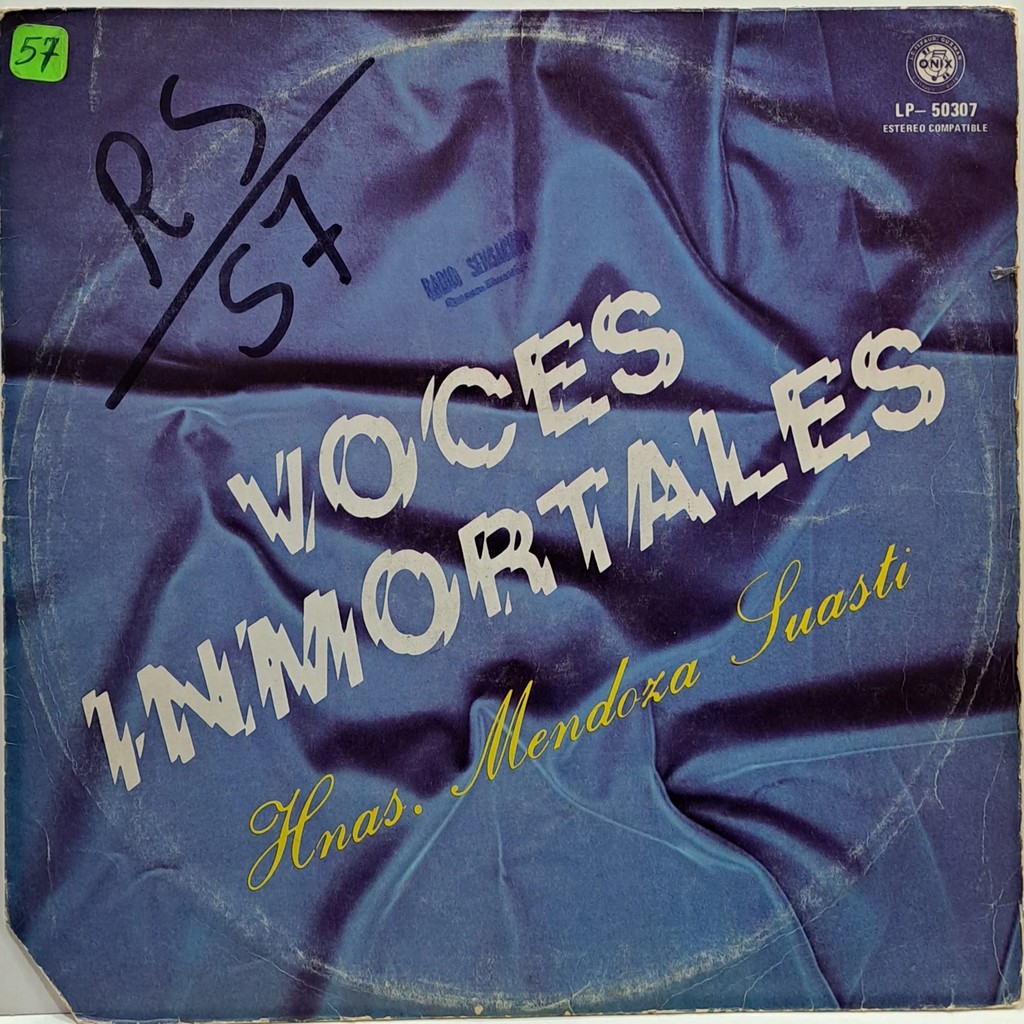 57
RS/57
ONIX
LP- 50307
ESTEREO COMPATIBLE
RADIO
VOCES
INMORTALES
Hnas. Mendoza Suasti